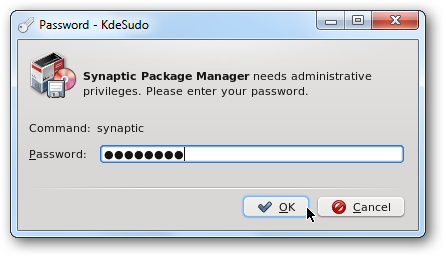 Password - KdeSudo
Synaptic Package Manager needs administrative
privileges. Please enter your password.
Command: synaptic
Password: ●●●●●●●●
OK Cancel